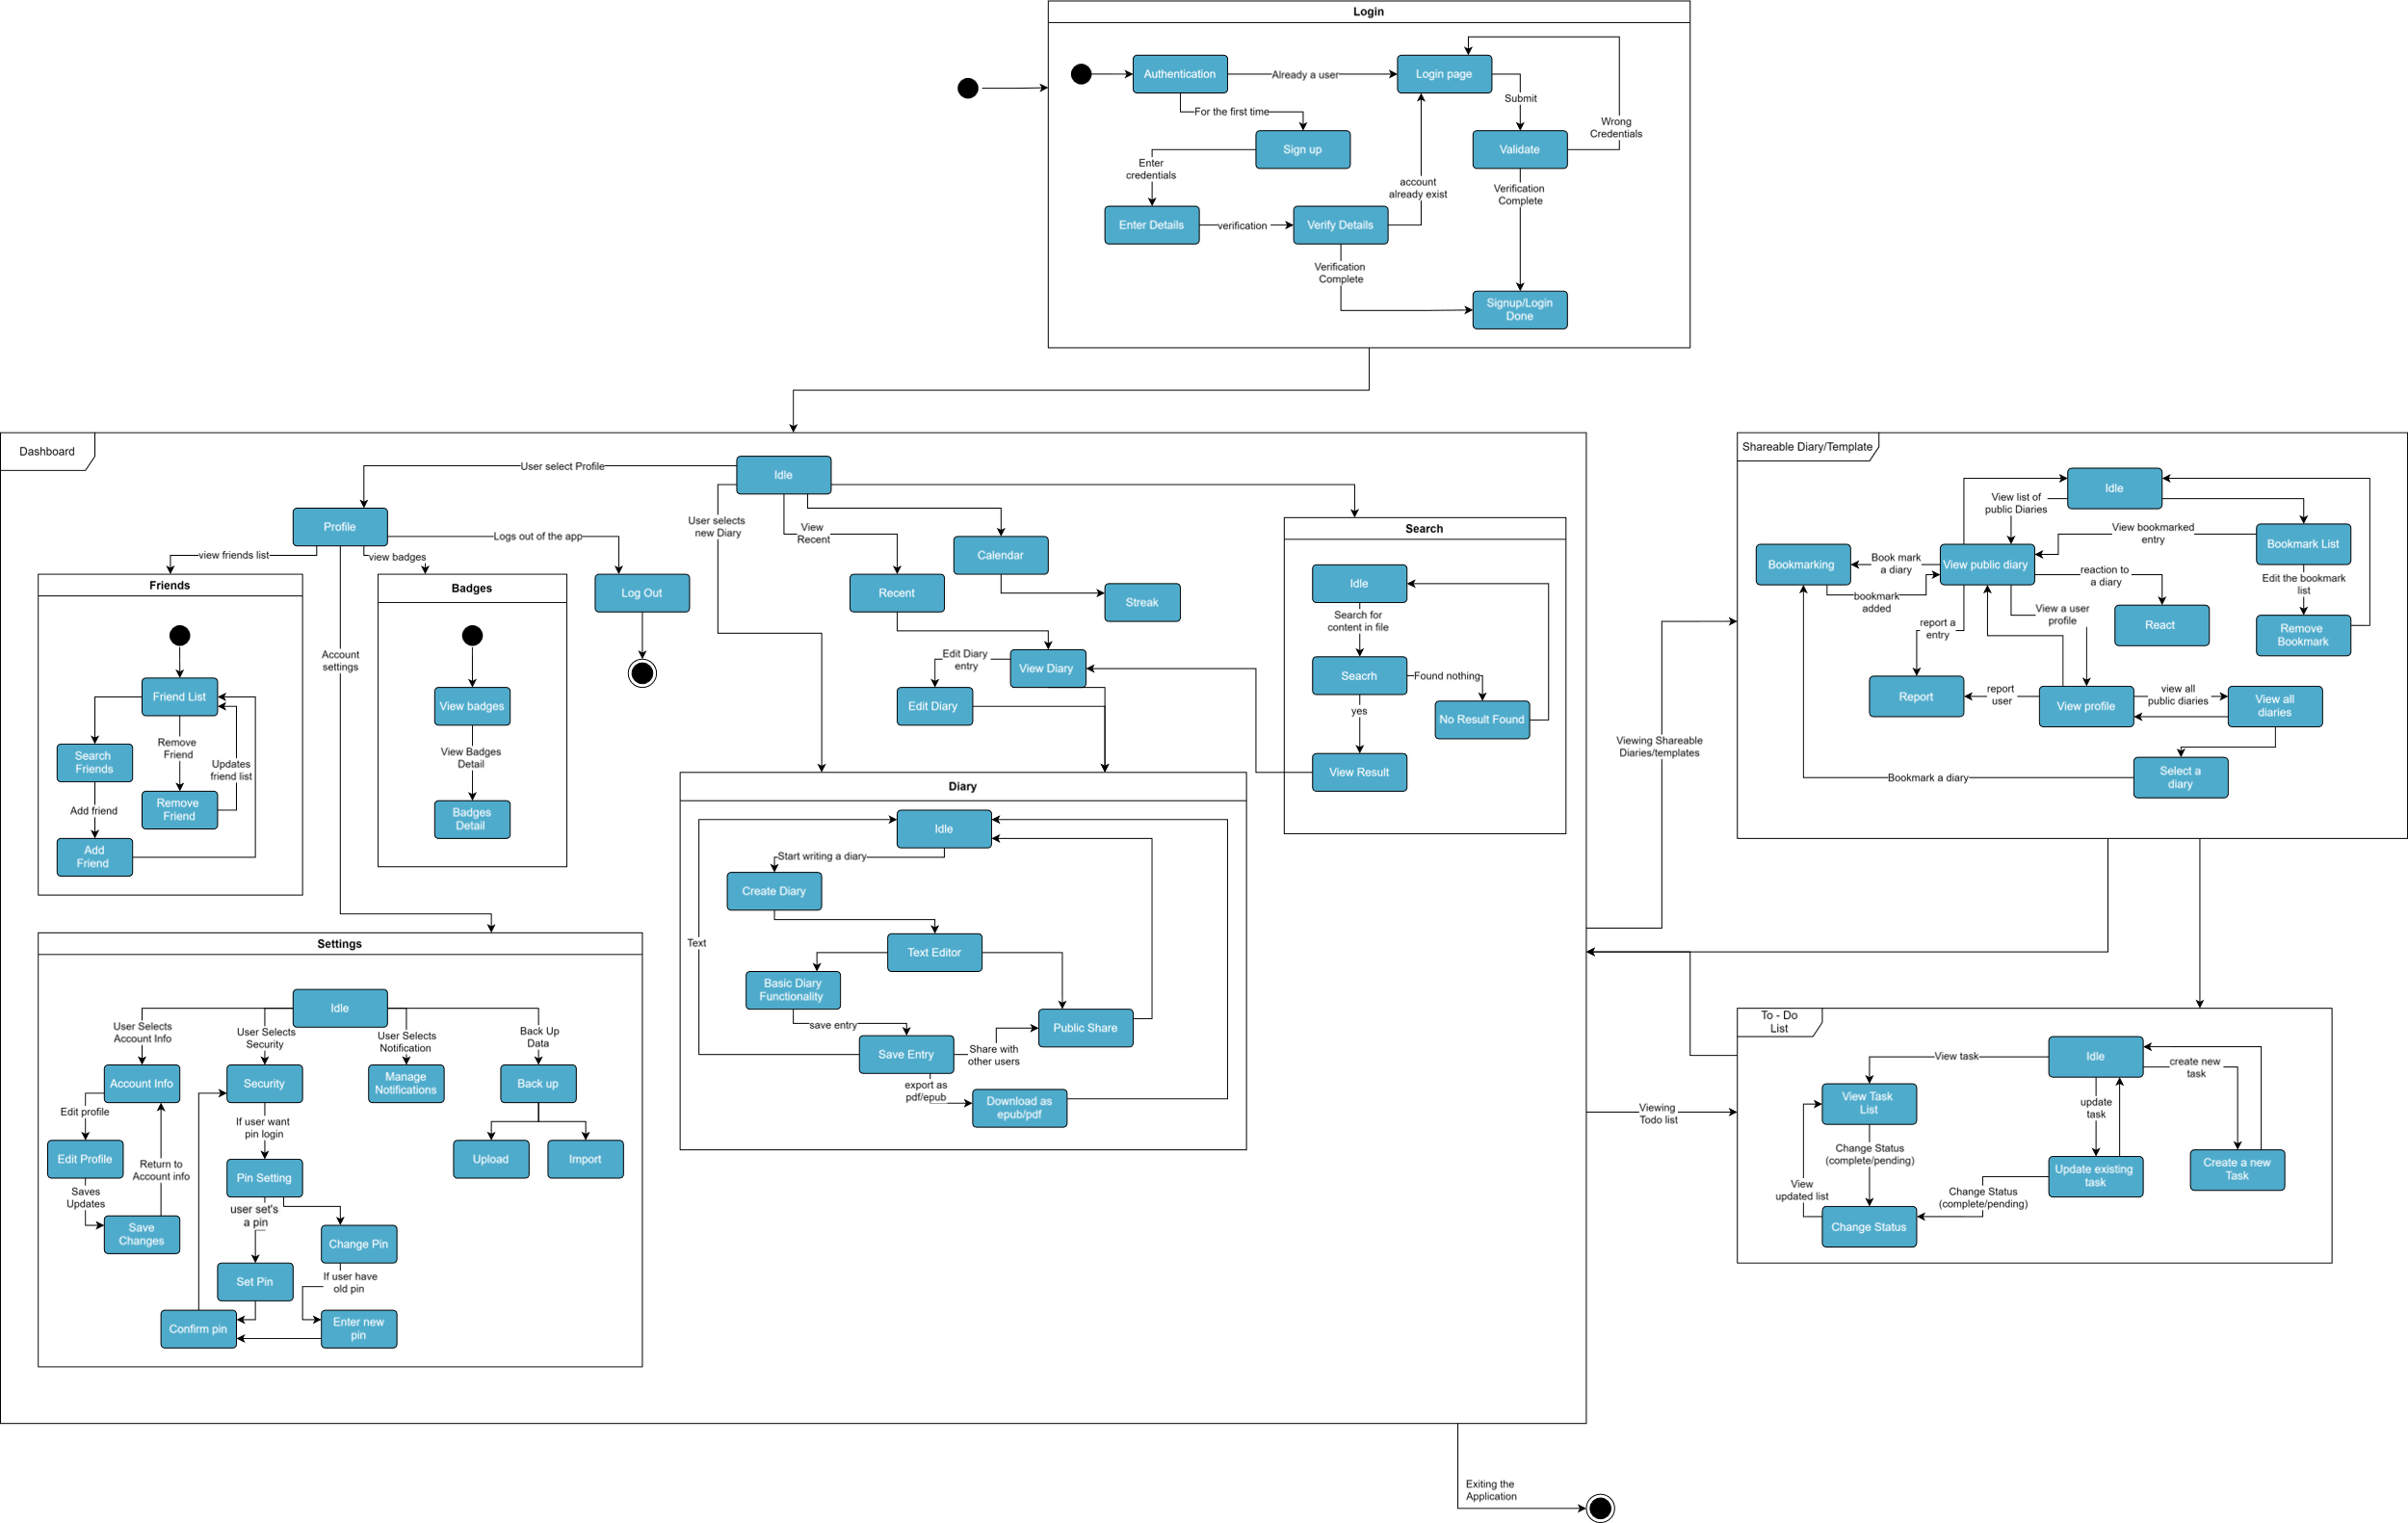 Login
Authentication
Already a user
Login page
Submit
For the first time
Wrong
Credentials
Sign up
Validate
Enter
credentials
account
already exist
Verification
Complete
Enter Details
verification
Verify Details
Verification
Complete
Signup/Login
Done
Dashboard
Idle
User select Profile
Profile
User selects
new Diary
View
Recent
Logs out of the app
view friends list
view badges
Calendar
Recent
Streak
Log Out
Account
settings
Friends
Friend List
Search
Friends
Remove
Friend
Updates
friend list
Add friend
Remove
Friend
Add
Friend
Badges
View badges
View Badges
Detail
Badges
Detail
Edit Diary
entry
View Diary
Edit Diary
Search
Idle
Search for
content in file
Seacrh
Found nothing
yes
No Result Found
View Result
Diary
Idle
Start writing a diary
Create Diary
Text
Text Editor
Basic Diary
Functionality
save entry
Public Share
Save Entry
Share with
other users
export as
pdf/epub
Download as
epub/pdf
Settings
Idle
User Selects
Account Info
User Selects
Security
User Selects
Notification
Back Up
Data
Account Info
Security
Manage
Notifications
Back up
Edit profile
If user want
pin login
Edit Profile
Return to
Account info
Pin Setting
Upload
Import
Saves
Updates
user set's
a pin
Save
Changes
Change Pin
Set Pin
If user have
old pin
Confirm pin
Enter new
pin
Shareable Diary/Template
Idle
View list of
public Diaries
View bookmarked
entry
Bookmark List
Bookmarking
Book mark
a diary
View public diary
reaction to
a diary
Edit the bookmark
list
bookmark
added
View a user
profile
React
report a
entry
Remove
Bookmark
Report
report
user
View profile
view all
public diaries
View all
diaries
Bookmark a diary
Select a
diary
Viewing Shareable
Diaries/templates
To - Do
List
Idle
View task
create new
task
View Task
List
update
task
Viewing
Todo list
Change Status
(complete/pending)
Update existing
task
Create a new
Task
View
updated list
Change Status
(complete/pending)
Change Status
Exiting the
Application